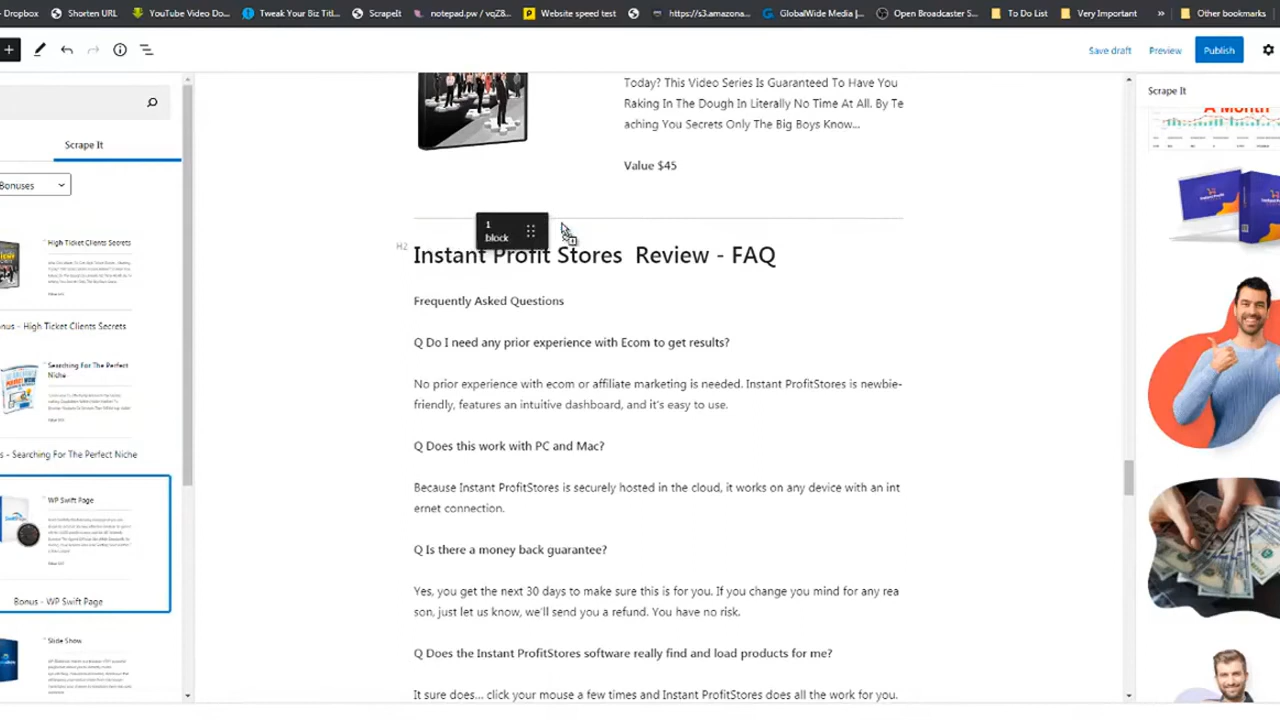 Dropbox
Shorten URL
YouTube Video Do...
Tweak Your Biz Titl...
ScrapeIt
notepad.pw / vqZ8...
Website speed test
https://s3.amazona...
GlobalWide Media |...
Open Broadcaster S...
To Do List
Very Important
»
Other bookmarks
Save draft
Preview
Publish
Scrape It
Bonuses
High Ticket Clients Secrets
onus - High Ticket Clients Secrets
Searching For The Perfect
Niche
s - Searching For The Perfect Niche
WP Swift Page
Bonus - WP Swift Page
Slide Show
Today? This Video Series Is Guaranteed To Have You
Raking In The Dough In Literally No Time At All. By Te
aching You Secrets Only The Big Boys Know...
Value $45
1
block
H2
Instant Profit Stores Review - FAQ
Frequently Asked Questions
Q Do I need any prior experience with Ecom to get results?
No prior experience with ecom or affiliate marketing is needed. Instant ProfitStores is newbie-
friendly, features an intuitive dashboard, and it's easy to use.
Q Does this work with PC and Mac?
Because Instant ProfitStores is securely hosted in the cloud, it works on any device with an int
ernet connection.
Q Is there a money back guarantee?
Yes, you get the next 30 days to make sure this is for you. If you change you mind for any rea
son, just let us know, we'll send you a refund. You have no risk.
Q Does the Instant ProfitStores software really find and load products for me?
It sure does... click your mouse a few times and Instant ProfitStore does all the work for you.
Scrape It
A Month